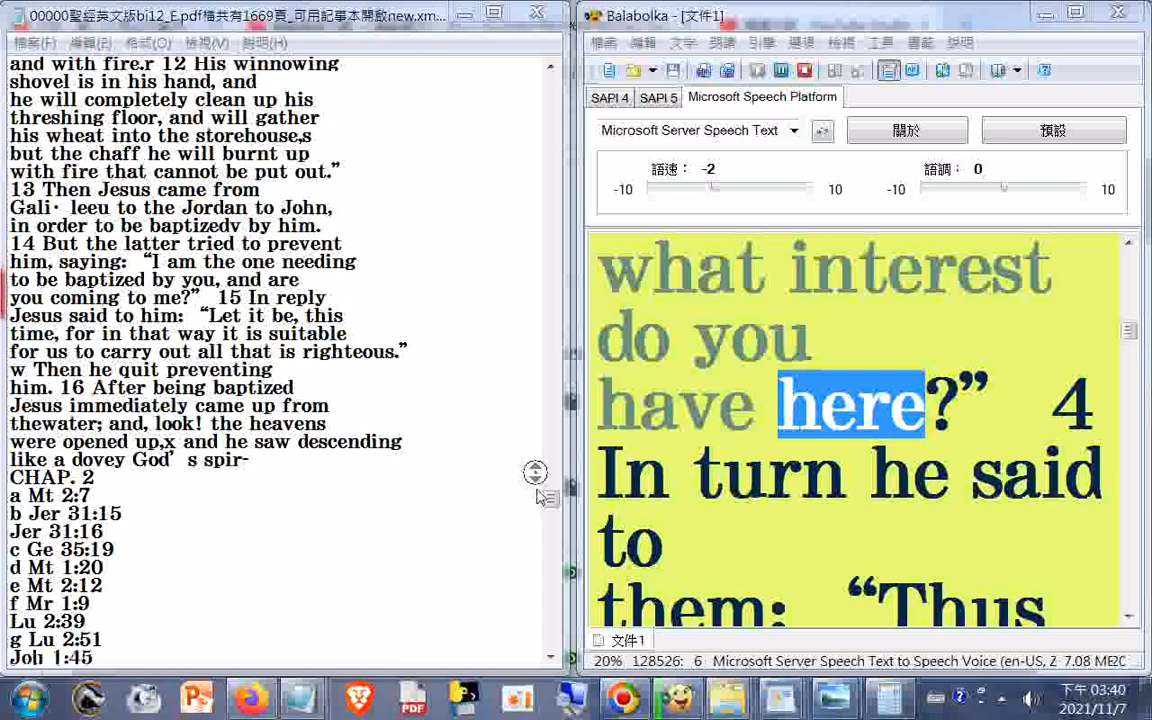 00000聖經英文版bi12_E.pdf檔共有1669頁_可用記事本開啟new.xm...
檔案(F) 編輯(E) 格式(O) 檢視(V) 說明(H)
and with fire.r 12 His winnowing
shovel is in his hand, and
he will completely clean up his
threshing floor, and will gather
his wheat into the storehouse,s
but the chaff he will burnt up
with fire that cannot be put out.”
13 Then Jesus came from
Gali· leeu to the Jordan to John,
in order to be baptizedv by him.
14 But the latter tried to prevent
him, saying: “I am the one needing
to be baptized by you, and are
you coming to me?” 15 In reply
Jesus said to him: “Let it be, this
time, for in that way it is suitable
for us to carry out all that is righteous.”
w Then he quit preventing
him. 16 After being baptized
Jesus immediately came up from
thewater; and, look! the heavens
were opened up,x and he saw descending
like a dovey God’s spir-
CHAP. 2
a Mt 2:7
b Jer 31:15
Jer 31:16
c Ge 35:19
d Mt 1:20
e Mt 2:12
f Mr 1:9
Lu 2:39
g Lu 2:51
Joh 1:45
Balabolka - [文件1]
檔案 編輯 文字 朗讀 引擎 選項 檢視 工具 書籤 說明
SAPI 4 SAPI 5 Microsoft Speech Platform
Microsoft Server Speech Text 關於 預設
語速： -2 語調： 0
-10 10 -10 10
what interest
do you
have here?” 4
In turn he said
to
them: “Thus
文件1
20% 128526: 6 Microsoft Server Speech Text to Speech Voice (en-US, Z 7.08 ME2C
PDF
下午 03:40
2021/11/7